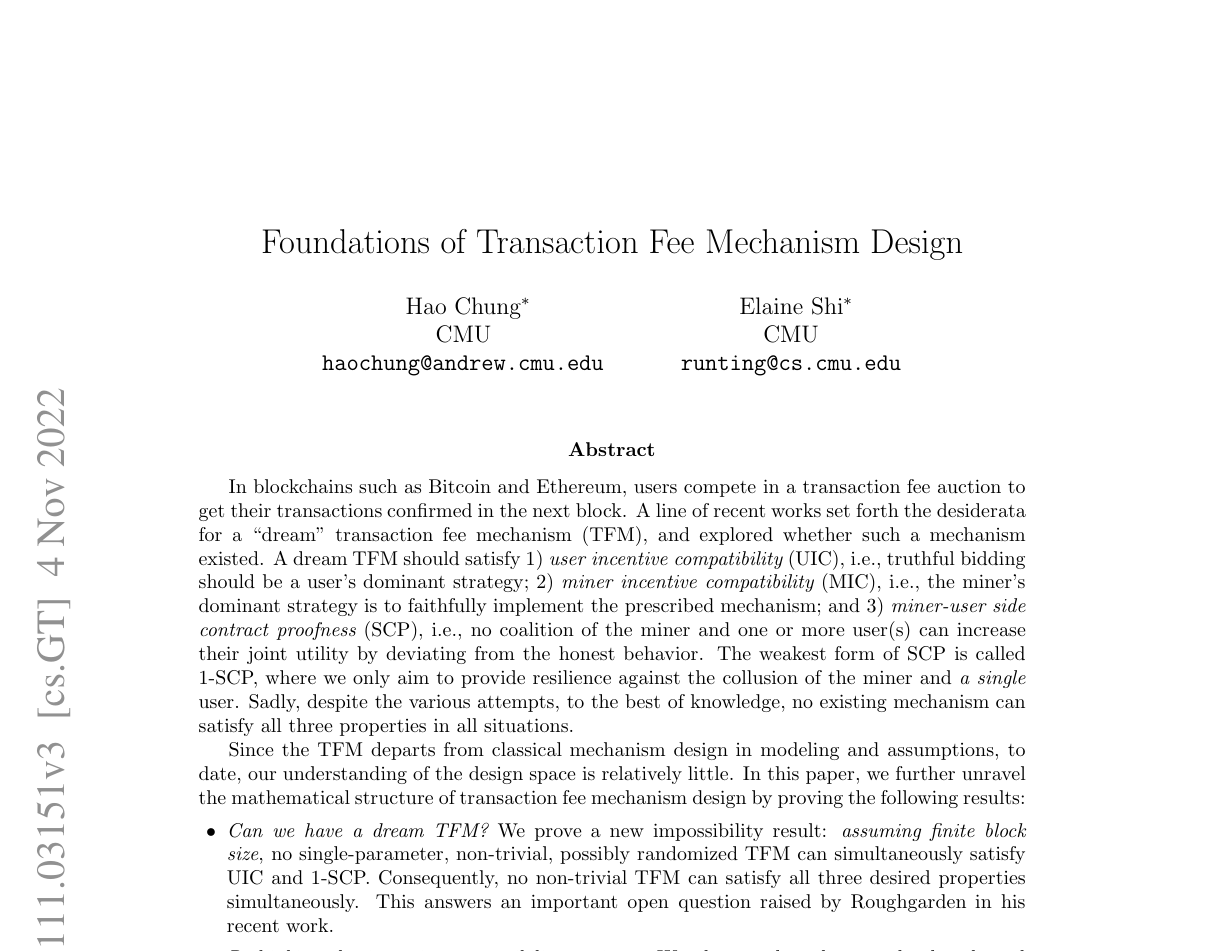 Foundations of Transaction Fee Mechanism Design
Hao Chung*
CMU
haochung@andrew.cmu.edu
Elaine Shi*
CMU
runting@cs.cmu.edu
Abstract
In blockchains such as Bitcoin and Ethereum, users compete in a transaction fee auction to
get their transactions confirmed in the next block. A line of recent works set forth the desiderata
for a “dream” transaction fee mechanism (TFM), and explored whether such a mechanism
existed. A dream TFM should satisfy 1) user incentive compatibility (UIC), i.e., truthful bidding
should be a user’s dominant strategy; 2) miner incentive compatibility (MIC), i.e., the miner’s
dominant strategy is to faithfully implement the prescribed mechanism; and 3) miner-user side
contract proofness (SCP), i.e., no coalition of the miner and one or more user(s) can increase
their joint utility by deviating from the honest behavior. The weakest form of SCP is called
1-SCP, where we only aim to provide resilience against the collusion of the miner and a single
user. Sadly, despite the various attempts, to the best of knowledge, no existing mechanism can
satisfy all three properties in all situations.
Since the TFM departs from classical mechanism design in modeling and assumptions, to
date, our understanding of the design space is relatively little. In this paper, we further unravel
the mathematical structure of transaction fee mechanism design by proving the following results:
• Can we have a dream TFM? We prove a new impossibility result: assuming finite block
size, no single-parameter, non-trivial, possibly randomized TFM can simultaneously satisfy
UIC and 1-SCP. Consequently, no non-trivial TFM can satisfy all three desired properties
simultaneously. This answers an important open question raised by Roughgarden in his
recent work.
111.03151v3 [cs.GT] 4 Nov 2022